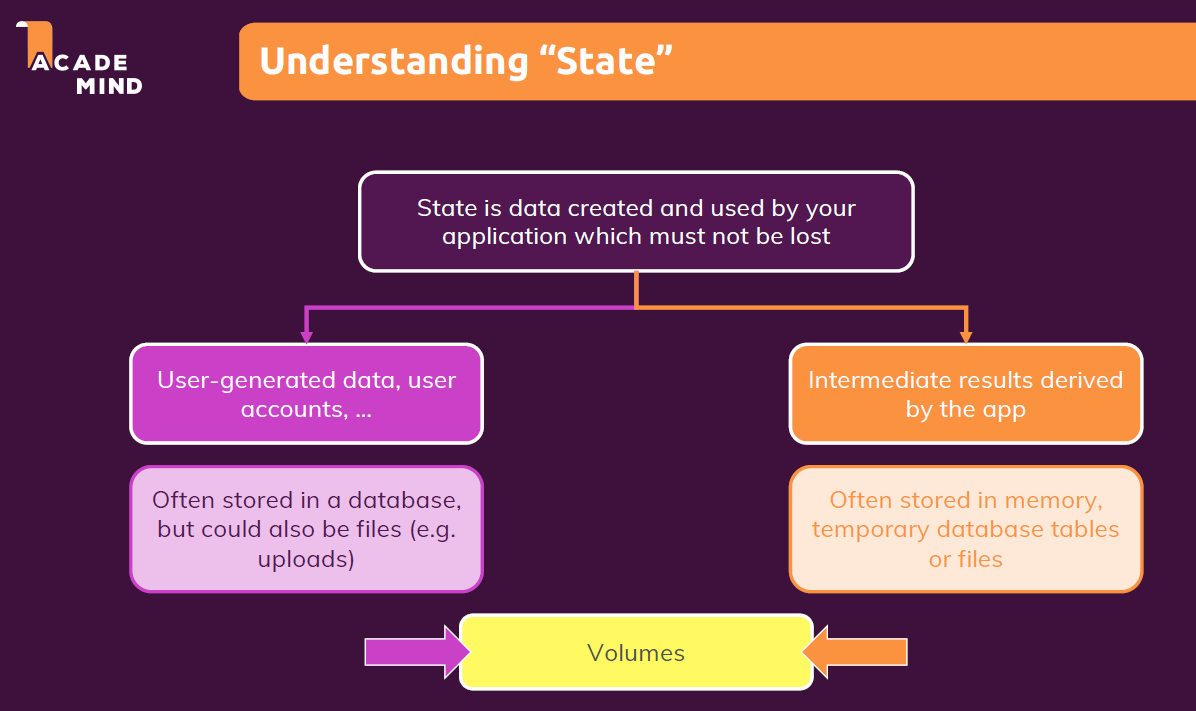 ACADE
MIND
Understanding “State”
State is data created and used by your
application which must not be lost
User-generated data, user
accounts, …
Often stored in a database,
but could also be files (e.g.
uploads)
Intermediate results derived
by the app
Often stored in memory,
temporary database tables
or files
Volumes